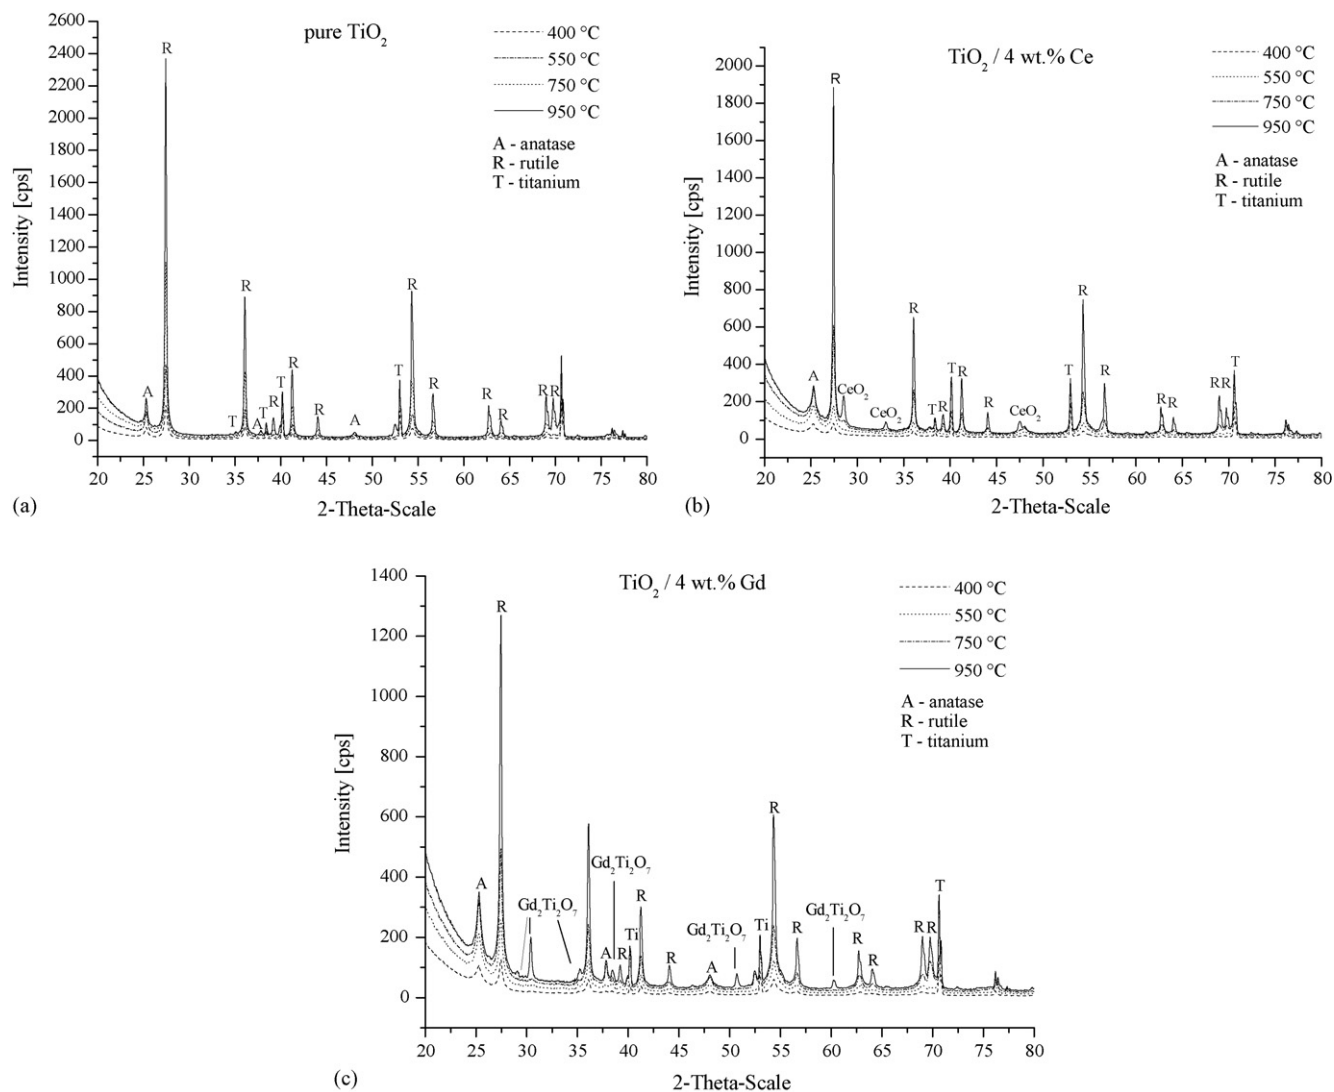 pure TiO₂
400 °C
550 °C
750 °C
950 °C
A - anatase
R - rutile
T - titanium
2600
2400
2200
2000
1800
1600
1400
1200
1000
800
600
400
200
0
Intensity [cps]
A
R
T
A
R
T
R
T
R
R
A
T
R
R
R
R
R
R
20 25 30 35 40 45 50 55 60 65 70 75 80
2-Theta-Scale
(a)
TiO₂ / 4 wt.% Ce
400 °C
550 °C
750 °C
950 °C
A - anatase
R - rutile
T - titanium
2000
1800
1600
1400
1200
1000
800
600
400
200
0
Intensity [cps]
A
R
CeO₂
CeO₂
R
T
R
T
R
R
CeO₂
T
R
R
R
R
R
R
T
20 25 30 35 40 45 50 55 60 65 70 75 80
2-Theta-Scale
(b)
TiO₂ / 4 wt.% Gd
400 °C
550 °C
750 °C
950 °C
A - anatase
R - rutile
T - titanium
1400
1200
1000
800
600
400
200
0
Intensity [cps]
A
R
Gd₂Ti₂O₇
Gd₂Ti₂O₇
A
R
Ti
R
R
A
Gd₂Ti₂O₇
Ti
R
R
Gd₂Ti₂O₇
R
R
R
R
T
20 25 30 35 40 45 50 55 60 65 70 75 80
2-Theta-Scale
(c)